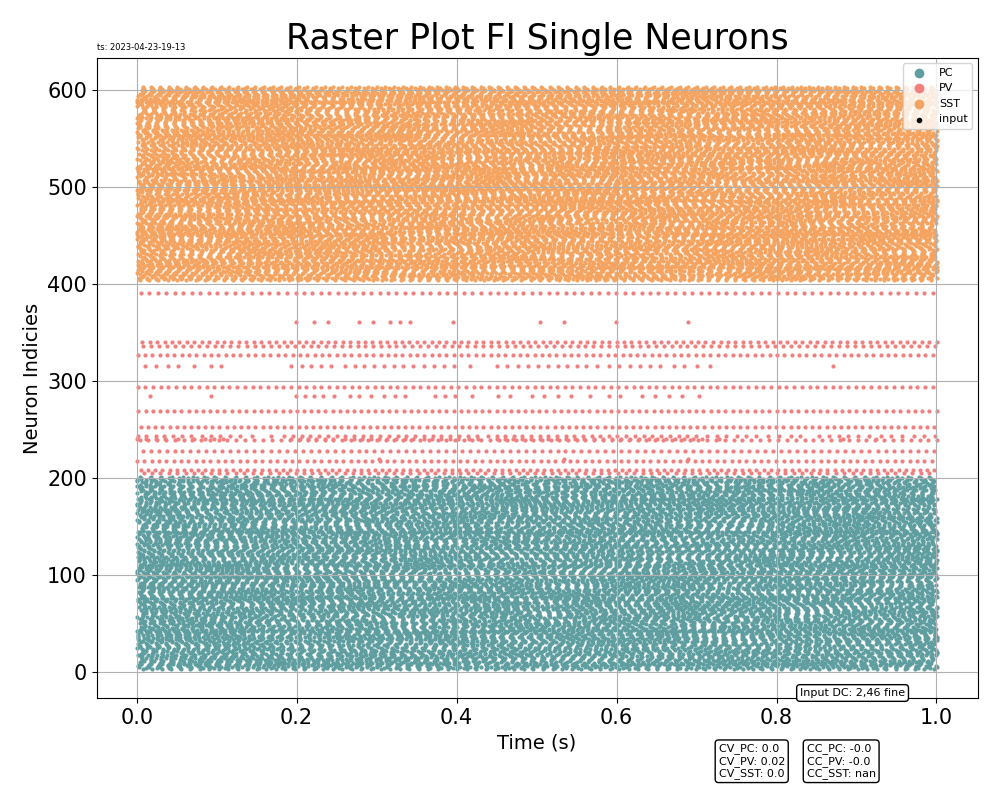 Raster Plot FI Single Neurons
ts: 2023-04-23-19-13
PC
PV
SST
input
600
500
400
300
200
100
0
Neuron Indicies
0.0 0.2 0.4 0.6 0.8 1.0
Time (s)
Input DC: 2,46 fine
CV_PC: 0.0
CV_PV: 0.02
CV_SST: 0.0
CC_PC: -0.0
CC_PV: -0.0
CC_SST: nan